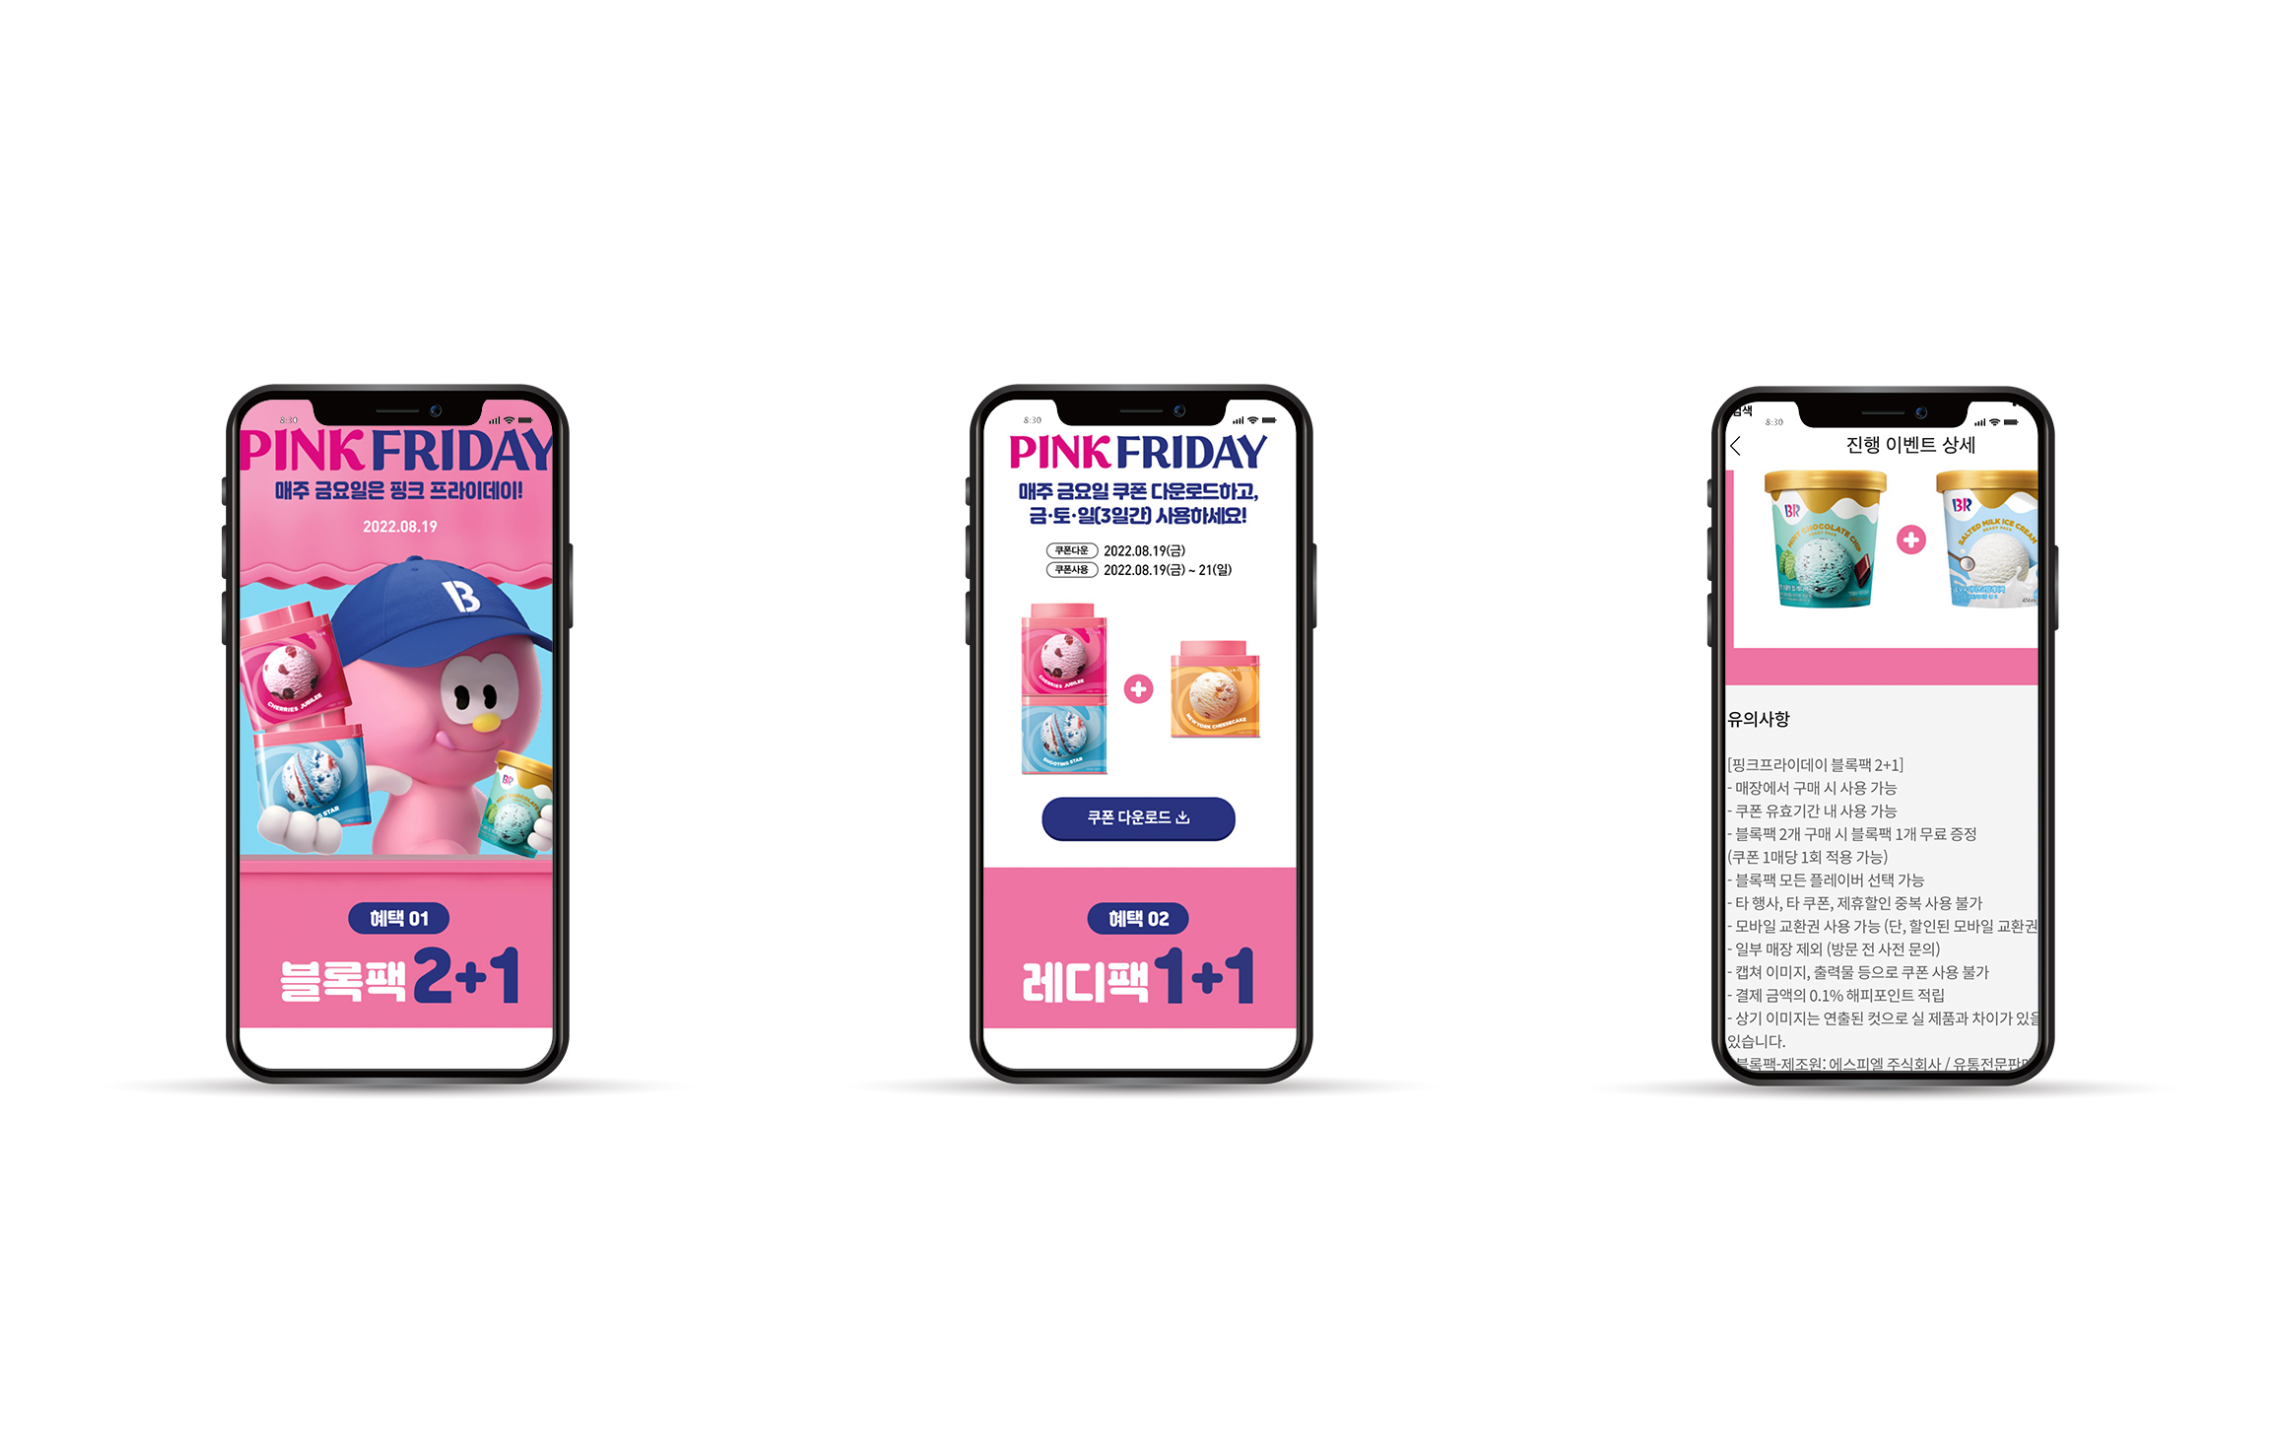 8:30
PINK FRIDAY
매주 금요일은 핑크 프라이데이!
2022.08.19
B
CHERRIES JUBILEE
STAR
BR
혜택 01
블록팩 2+1
8:30
PINK FRIDAY
매주 금요일 쿠폰 다운로드하고,
금·토·일(3일간) 사용하세요!
쿠폰다운 2022.08.19(금)
쿠폰사용 2022.08.19(금) ~ 21(일)
CHERRIES JUBILEE
SHOOTING STAR
NEW YORK CHEESECAKE
쿠폰 다운로드
혜택 02
레디팩 1+1
8:30
진행 이벤트 상세
BR
MINT CHOCOLATE CHIP
READY PACK
BR
SALTED MILK ICE CREAM
READY PACK
유의사항
[핑크프라이데이 블록팩 2+1]
- 매장에서 구매 시 사용 가능
- 쿠폰 유효기간 내 사용 가능
- 블록팩 2개 구매 시 블록팩 1개 무료 증정
(쿠폰 1매당 1회 적용 가능)
- 블록팩 모든 플레이버 선택 가능
- 타 행사, 타 쿠폰, 제휴할인 중복 사용 불가
- 모바일 교환권 사용 가능 (단, 할인된 모바일 교환권
- 일부 매장 제외 (방문 전 사전 문의)
- 캡쳐 이미지, 출력물 등으로 쿠폰 사용 불가
- 결제 금액의 0.1% 해피포인트 적립
- 상기 이미지는 연출된 컷으로 실 제품과 차이가 있을
있습니다.
블록팩-제조원: 에스피엘 주식회사 / 유통전문판매